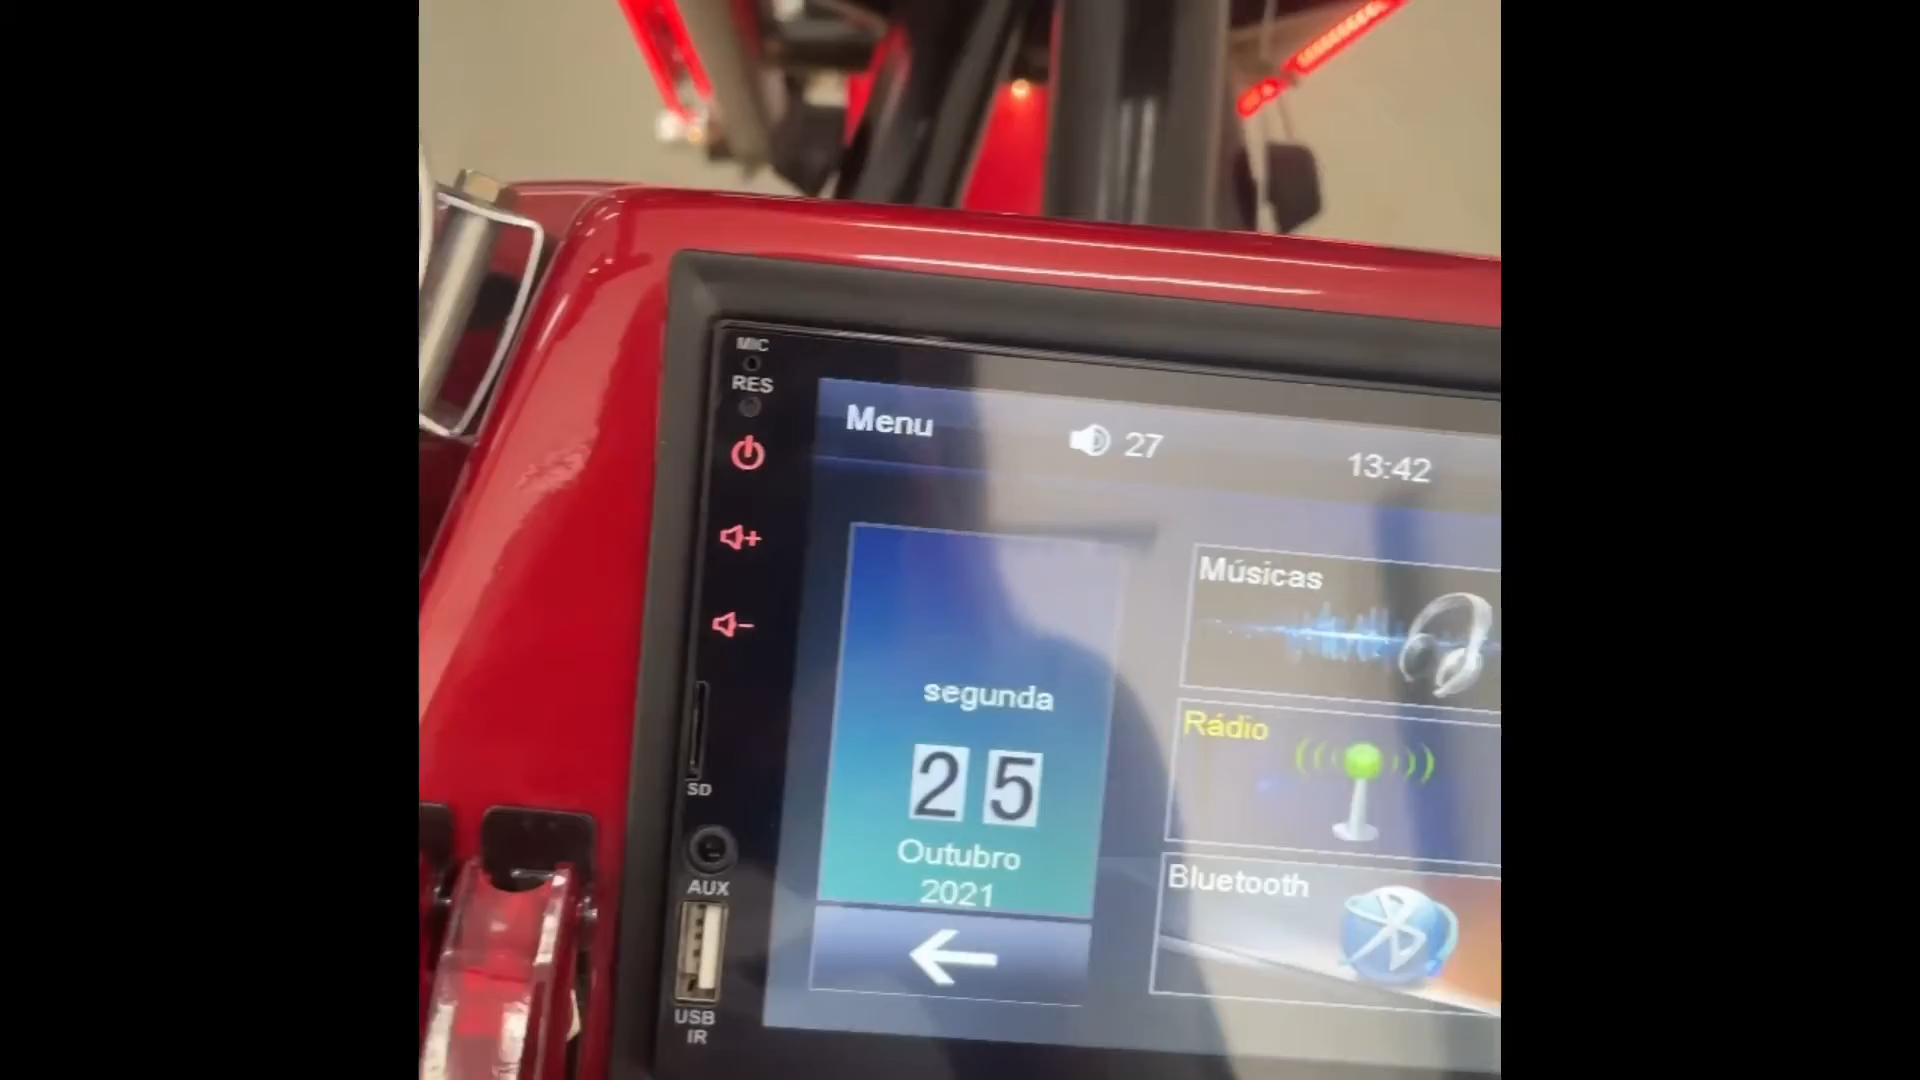 MIC
RES
Menu
27
13:42
Músicas
segunda
Rádio
25
SD
Outubro
2021
Bluetooth
AUX
USB
IR